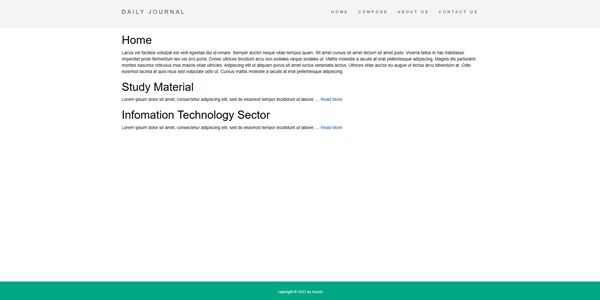 DAILY JOURNAL
HOME COMPOSE ABOUT US CONTACT US
Home
Lacus vel facilisis volutpat est velit egestas dui id ornare. Semper auctor neque vitae tempus quam. Sit amet cursus sit amet dictum sit amet justo. Viverra tellus in hac habitasse.
Imperdiet proin fermentum leo vel orci porta. Donec ultrices tincidunt arcu non sodales neque sodales ut. Mattis molestie a iaculis at erat pellentesque adipiscing. Magnis dis parturient
montes nascetur ridiculus mus mauris vitae ultricies. Adipiscing elit ut aliquam purus sit amet luctus venenatis lectus. Ultrices vitae auctor eu augue ut lectus arcu bibendum at. Odio
euismod lacinia at quis risus sed vulputate odio ut. Cursus mattis molestie a iaculis at erat pellentesque adipiscing.
Study Material
Lorem ipsum dolor sit amet, consectetur adipiscing elit, sed do eiusmod tempor incididunt ut labore ... Read More
Infomation Technology Sector
Lorem ipsum dolor sit amet, consectetur adipiscing elit, sed do eiusmod tempor incididunt ut labore ... Read More
copyright © 2023 by